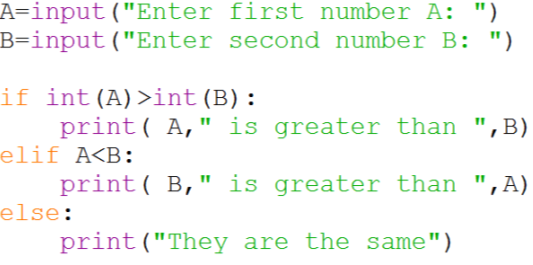 A=input("Enter first number A: ")
B=input("Enter second number B: ")
if int(A)>int(B):
print( A," is greater than ",B)
elif A<B:
print( B," is greater than ",A)
else:
print("They are the same")